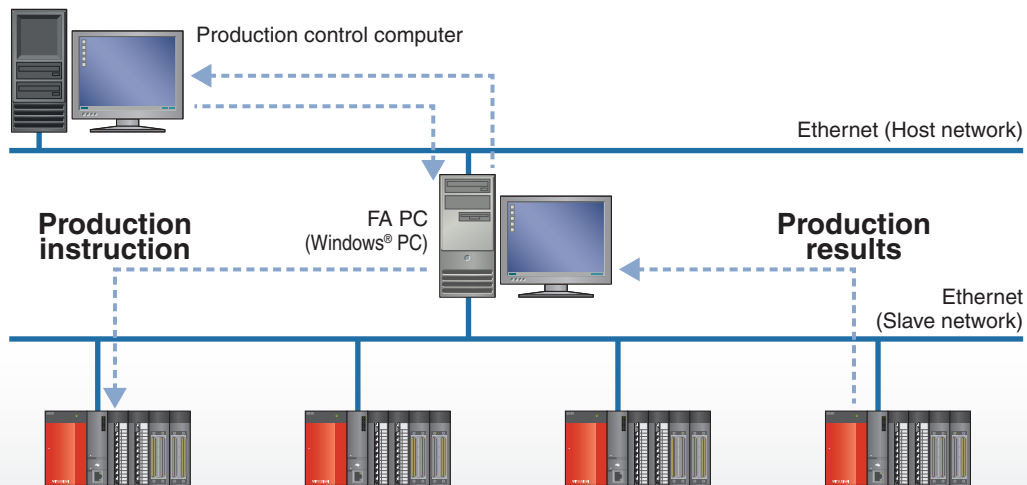 Production control computer
Ethernet (Host network)
Production
instruction
FA PC
(Windows® PC)
Production
results
Ethernet
(Slave network)